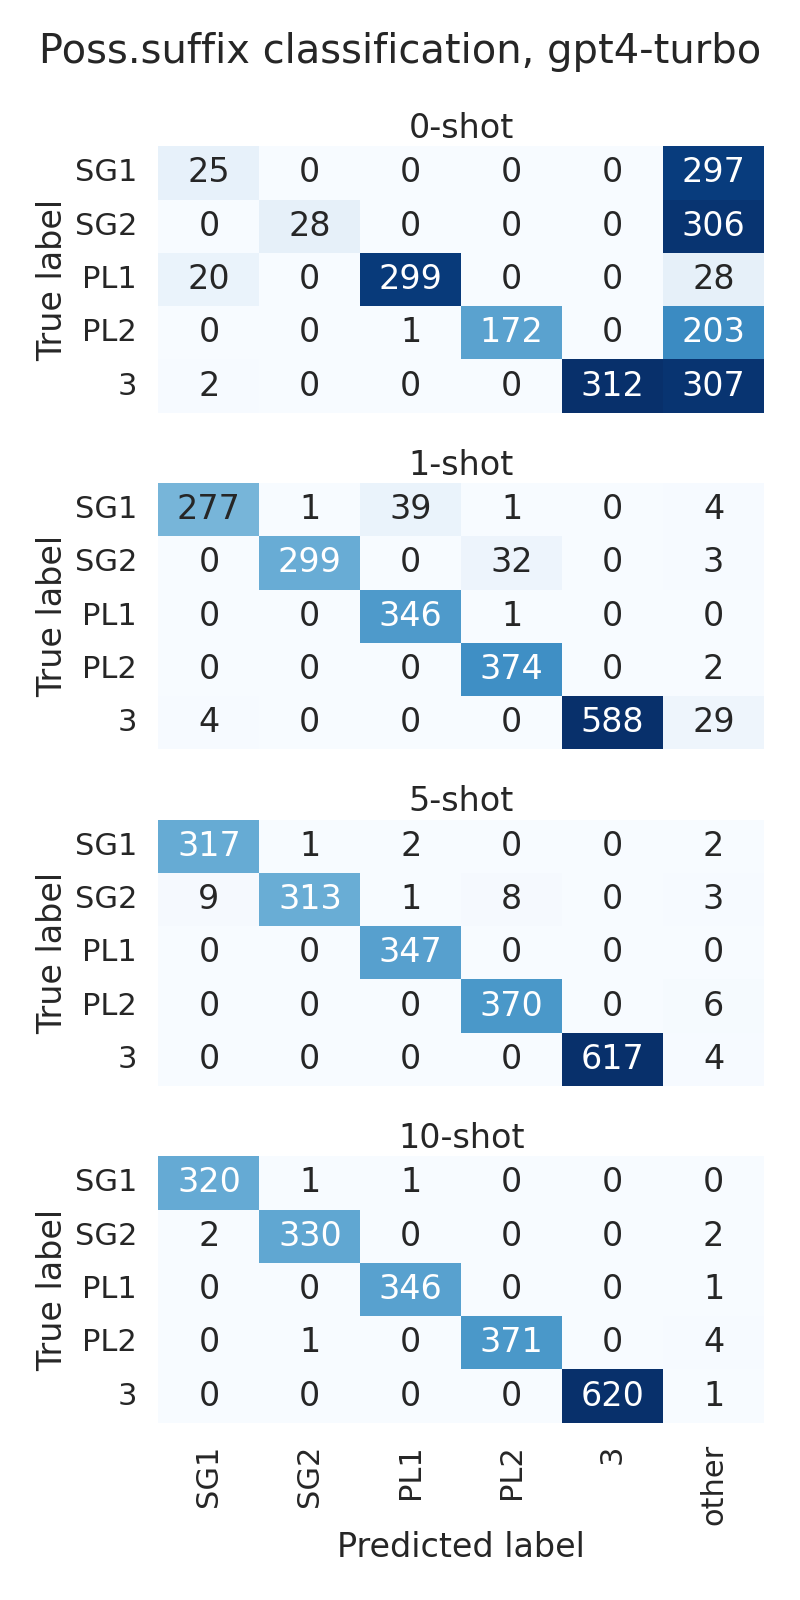 Poss.suffix classification, gpt4-turbo
0-shot
True label
SG1 25 0 0 0 0 297
SG2 0 28 0 0 0 306
PL1 20 0 299 0 0 28
PL2 0 0 1 172 0 203
3 2 0 0 0 312 307
1-shot
True label
SG1 277 1 39 1 0 4
SG2 0 299 0 32 0 3
PL1 0 0 346 1 0 0
PL2 0 0 0 374 0 2
3 4 0 0 0 588 29
5-shot
True label
SG1 317 1 2 0 0 2
SG2 9 313 1 8 0 3
PL1 0 0 347 0 0 0
PL2 0 0 0 370 0 6
3 0 0 0 0 617 4
10-shot
True label
SG1 320 1 1 0 0 0
SG2 2 330 0 0 0 2
PL1 0 0 346 0 0 1
PL2 0 1 0 371 0 4
3 0 0 0 0 620 1
SG1 SG2 PL1 PL2 3 other
Predicted label